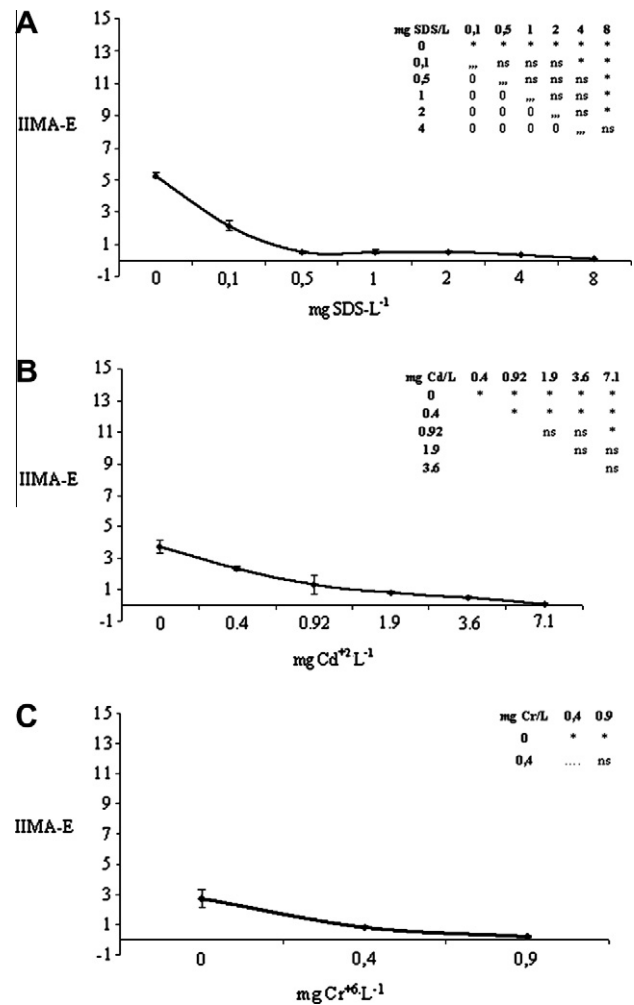 A
mg SDS/L 0,1 0,5 1 2 4 8
0 * * * * * *
0,1 ,,, ns ns ns * *
0,5 0 ,,, ns ns ns *
1 0 0 ,,, ns ns *
2 0 0 0 ,,, ns *
4 0 0 0 0 ,,, ns
15
13
11
9
7
5
3
1
-1
IIMA-E
0 0,1 0,5 1 2 4 8
mg SDS-L-1
B
mg Cd/L 0.4 0.92 1.9 3.6 7.1
0 * * * * *
0.4 * * * *
0.92 ns ns *
1.9 ns ns
3.6 ns
15
13
11
9
7
5
3
1
-1
IIMA-E
0 0.4 0.92 1.9 3.6 7.1
mg Cd+2 L-1
C
mg Cr/L 0,4 0.9
0 * *
0,4 .... ns
15
13
11
9
7
5
3
1
-1
IIMA-E
0 0,4 0,9
mg Cr+6.L-1